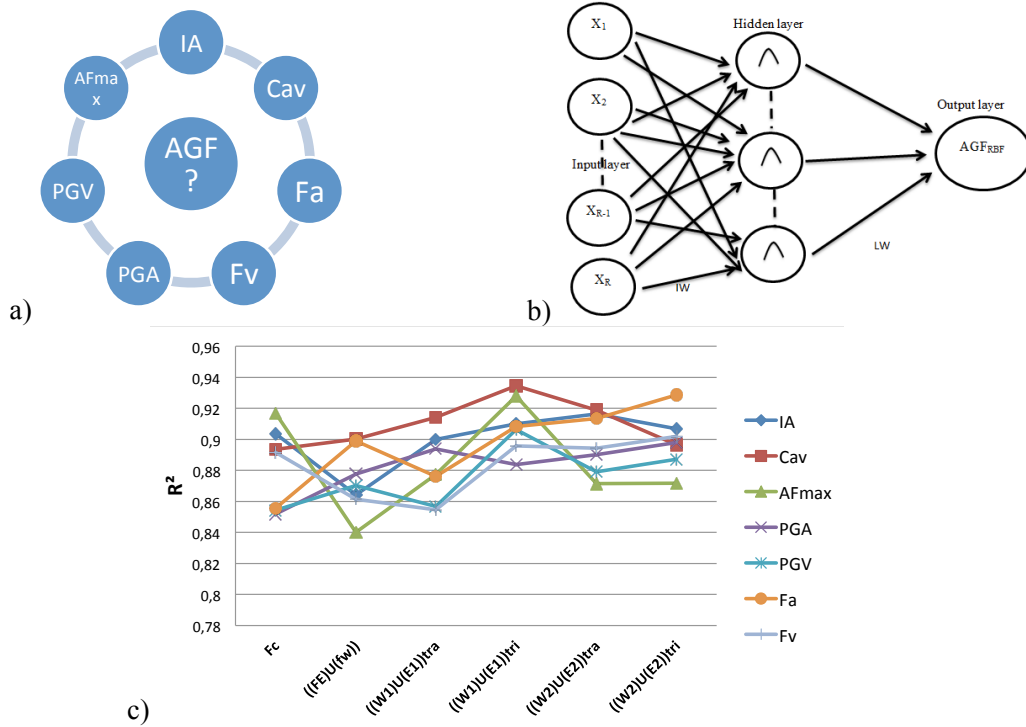 IA
Cav
Fa
Fv
PGA
PGV
AFma
x
AGF
?
a)
X1
X2
Input layer
XR-1
XR
IW
Hidden layer
LW
Output layer
AGFRBF
b)
R²
0,96
0,94
0,92
0,9
0,88
0,86
0,84
0,82
0,8
0,78
Fc
((FE)U(fw))
((W1)U(E1))tra
((W1)U(E1))tri
((W2)U(E2))tra
((W2)U(E2))tri
IA
Cav
AFmax
PGA
PGV
Fa
Fv
c)